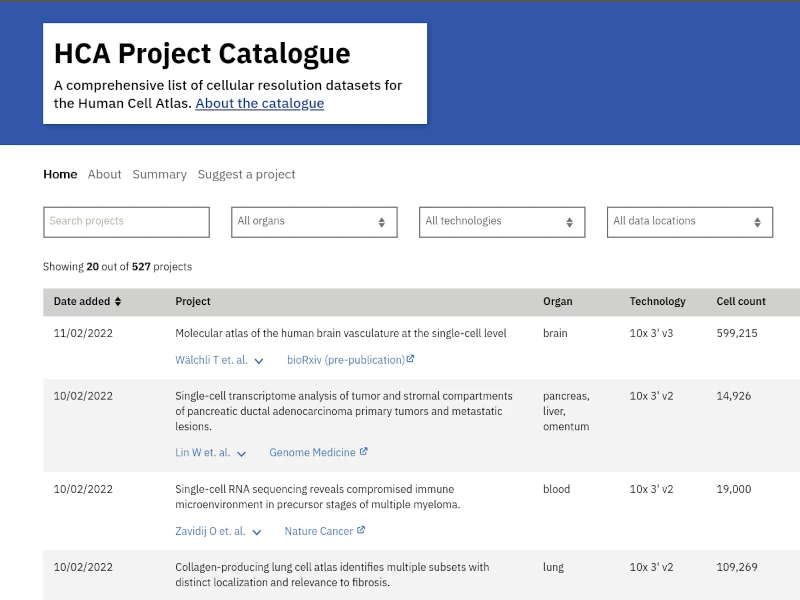 HCA Project Catalogue
A comprehensive list of cellular resolution datasets for
the Human Cell Atlas. About the catalogue
Home About Summary Suggest a project
Search projects All organs All technologies All data locations
Showing 20 out of 527 projects
Date added Project Organ Technology Cell count
11/02/2022 Molecular atlas of the human brain vasculature at the single-cell level brain 10x 3' v3 599,215
Wälchli T et. al. bioRxiv (pre-publication)
10/02/2022 Single-cell transcriptome analysis of tumor and stromal compartments pancreas, 10x 3' v2 14,926
of pancreatic ductal adenocarcinoma primary tumors and metastatic liver,
lesions. omentum
Lin W et. al. Genome Medicine
10/02/2022 Single-cell RNA sequencing reveals compromised immune blood 10x 3' v2 19,000
microenvironment in precursor stages of multiple myeloma.
Zavidij O et. al. Nature Cancer
10/02/2022 Collagen-producing lung cell atlas identifies multiple subsets with lung 10x 3' v2 109,269
distinct localization and relevance to fibrosis.